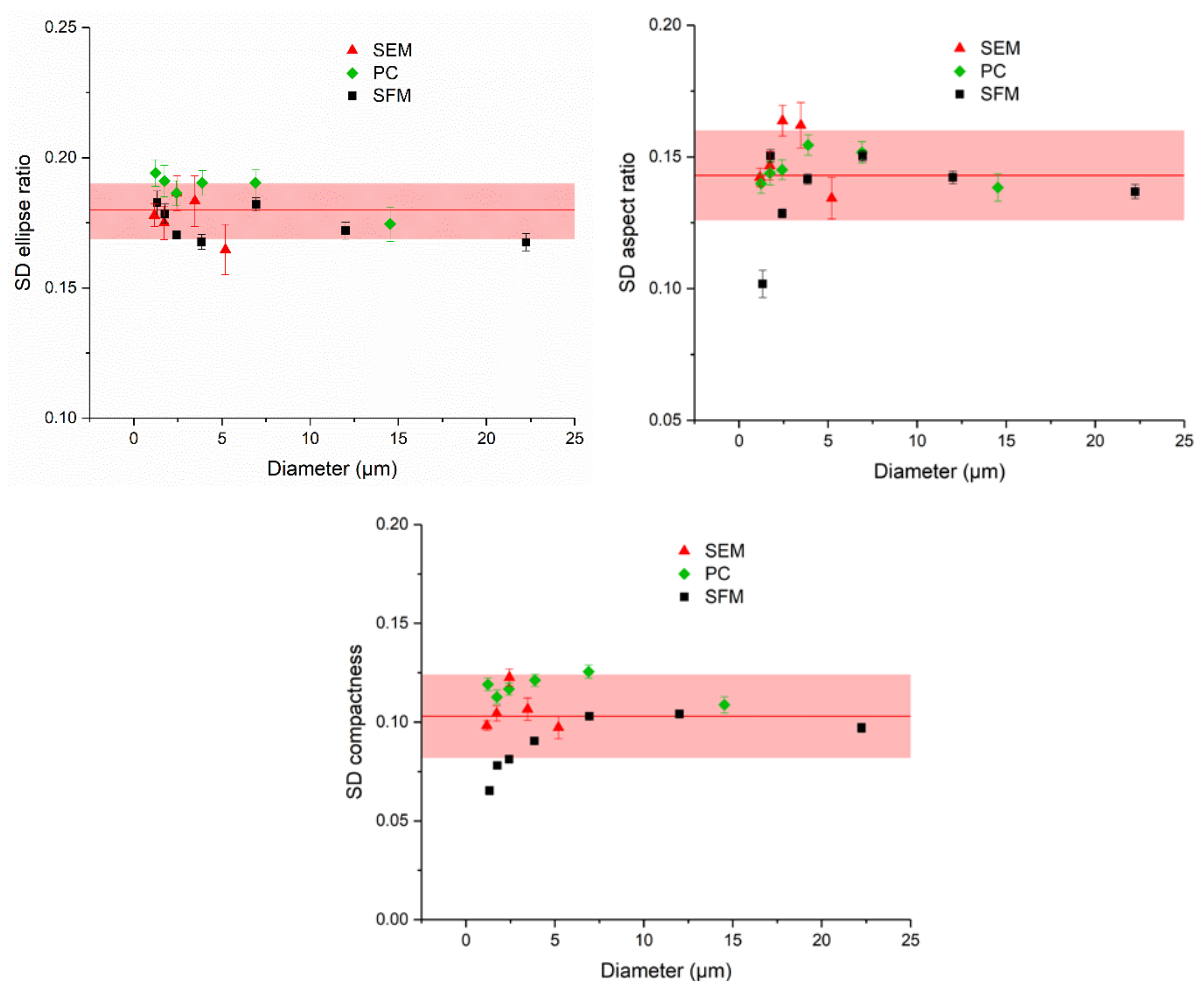 0.25
0.20
0.15
0.10
SD ellipse ratio
SEM
PC
SFM
0 5 10 15 20 25
Diameter (µm)
0.20
0.15
0.10
0.05
SD aspect ratio
SEM
PC
SFM
0 5 10 15 20 25
Diameter (µm)
0.20
0.15
0.10
0.05
0.00
SD compactness
SEM
PC
SFM
0 5 10 15 20 25
Diameter (µm)